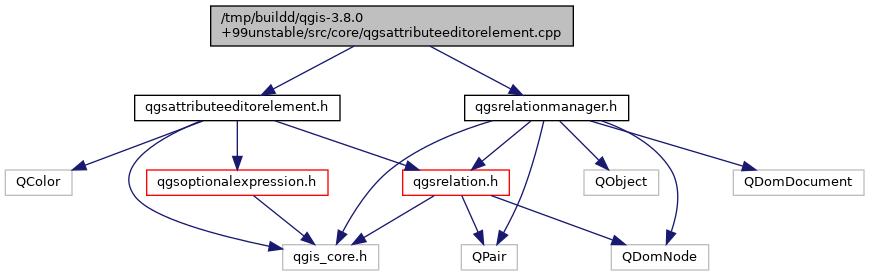 /tmp/buildd/qgis-3.8.0
+99unstable/src/core/qgsattributeeditorelement.cpp
qgsattributeeditorelement.h
qgsrelationmanager.h
QColor
qgsoptionalexpression.h
qgsrelation.h
QObject
QDomDocument
qgis_core.h
QPair
QDomNode